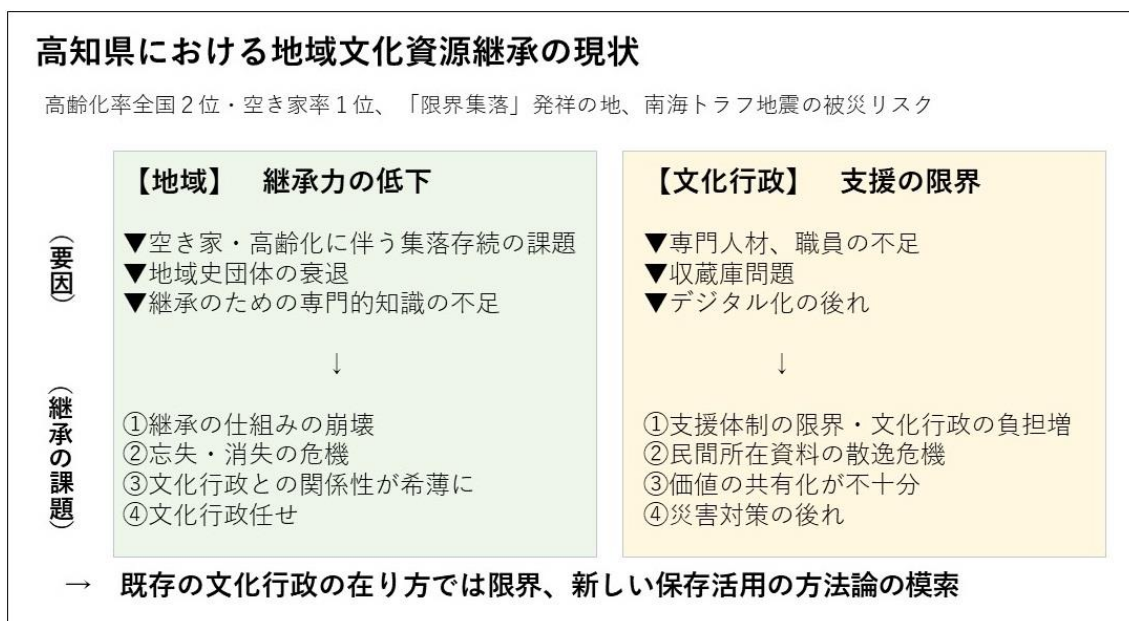 高知県における地域文化資源継承の現状
高齢化率全国２位・空き家率１位、「限界集落」発祥の地、南海トラフ地震の被災リスク
（要因）
（継承の課題）
【地域】　継承力の低下
▼空き家・高齢化に伴う集落存続の課題
▼地域史団体の衰退
▼継承のための専門的知識の不足
↓
①継承の仕組みの崩壊
②忘失・消失の危機
③文化行政との関係性が希薄に
④文化行政任せ
【文化行政】　支援の限界
▼専門人材、職員の不足
▼収蔵庫問題
▼デジタル化の後れ
↓
①支援体制の限界・文化行政の負担増
②民間所在資料の散逸危機
③価値の共有化が不十分
④災害対策の後れ
→　既存の文化行政の在り方では限界、新しい保存活用の方法論の模索